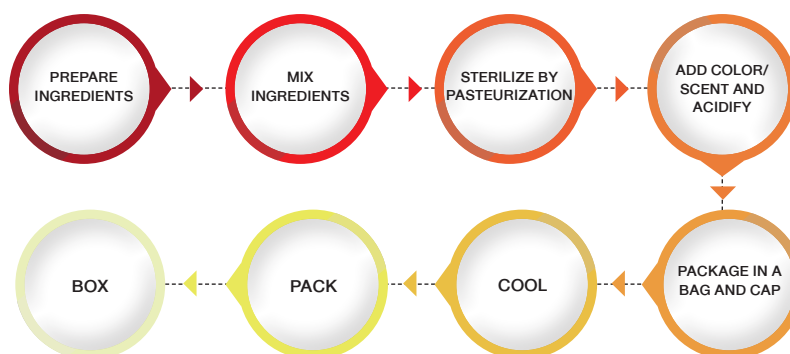 PREPARE
INGREDIENTS
MIX
INGREDIENTS
STERILIZE BY
PASTEURIZATION
ADD COLOR/
SCENT AND
ACIDIFY
PACKAGE IN A
BAG AND CAP
COOL
PACK
BOX